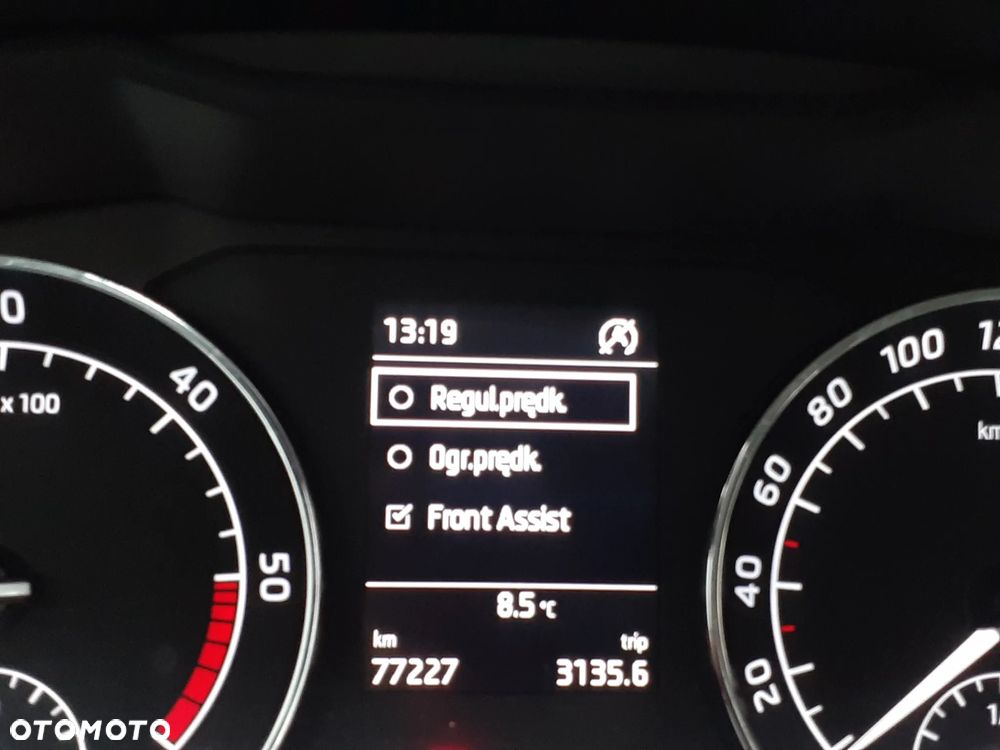 13:19
Regul.prędk.
Ogr.prędk.
Front Assist
8.5 °C
km trip
77227 3135.6
40
x 100
50
100
80
60
40
20
OTOMOTO